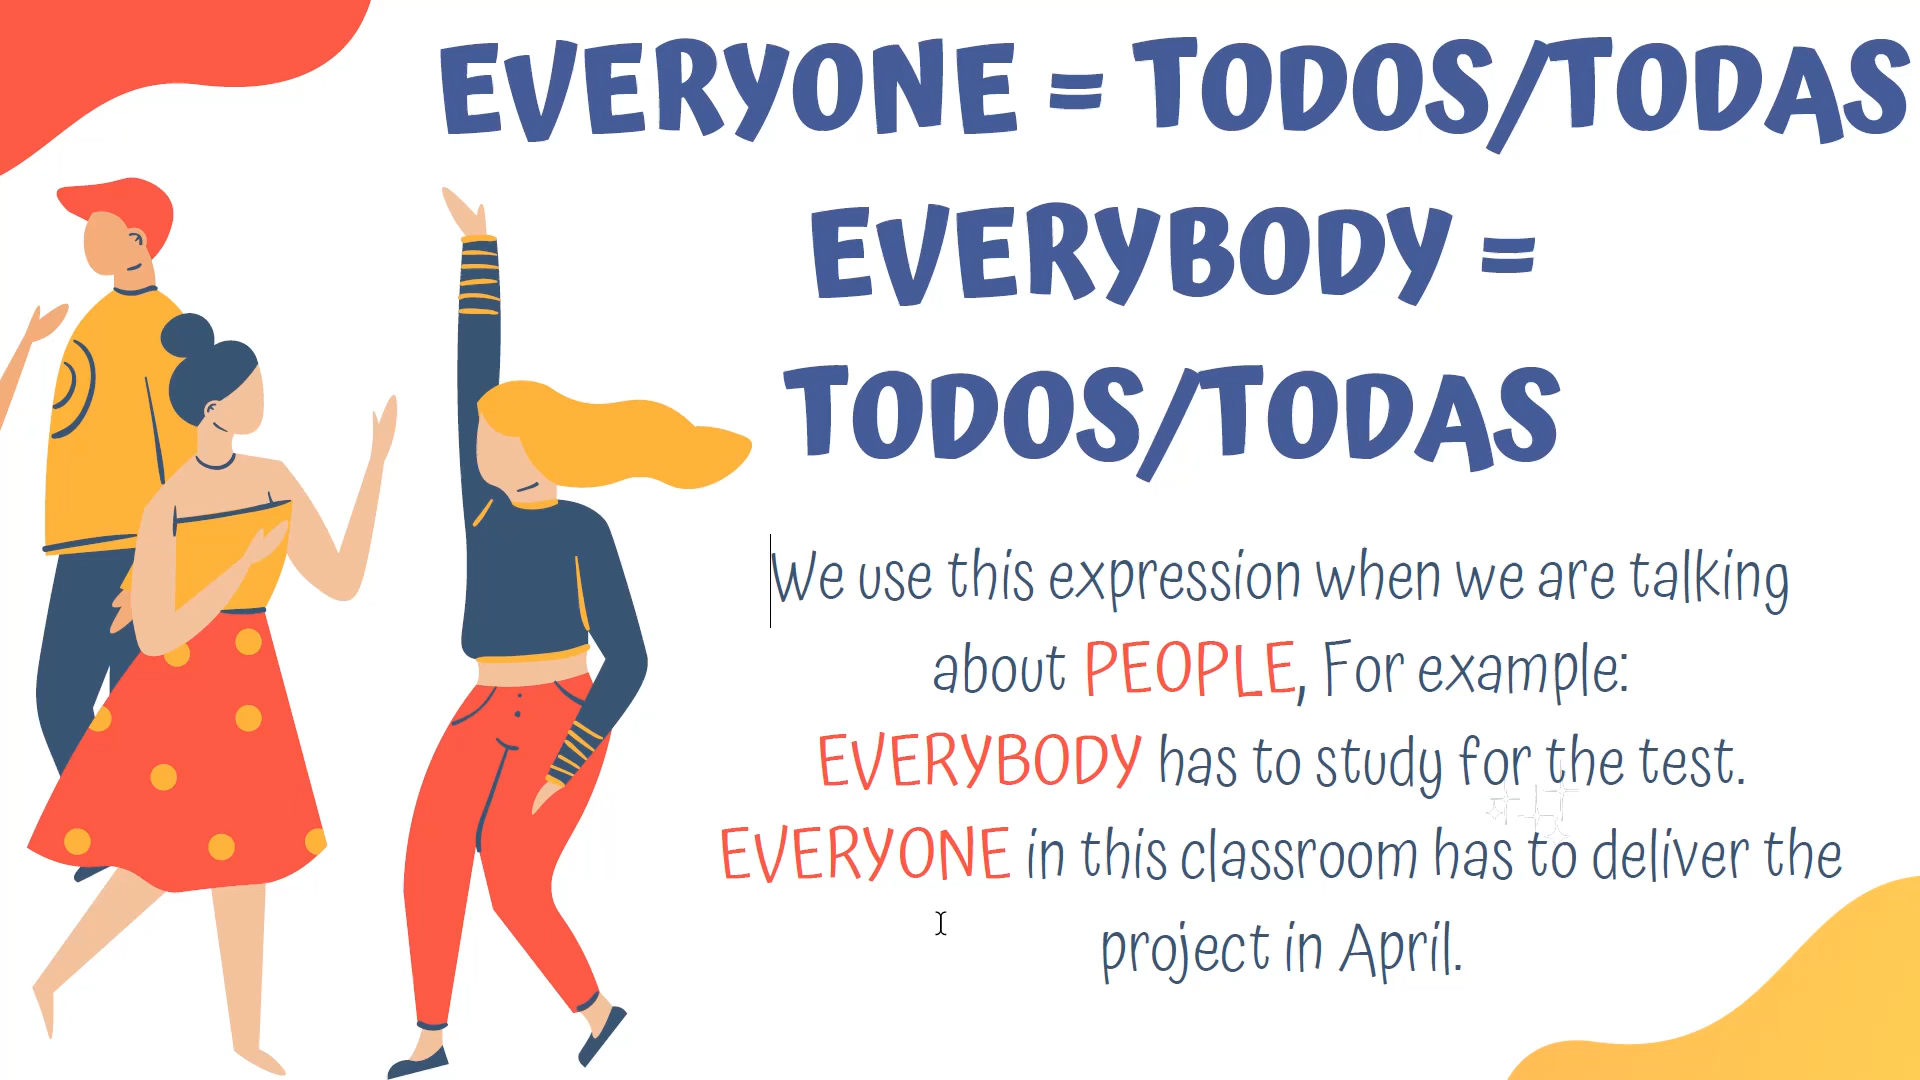 EVERYONE = TODOS/TODAS
EVERYBODY =
TODOS/TODAS
We use this expression when we are talking
about PEOPLE, For example:
EVERYBODY has to study for the test.
EVERYONE in this classroom has to deliver the
project in April.